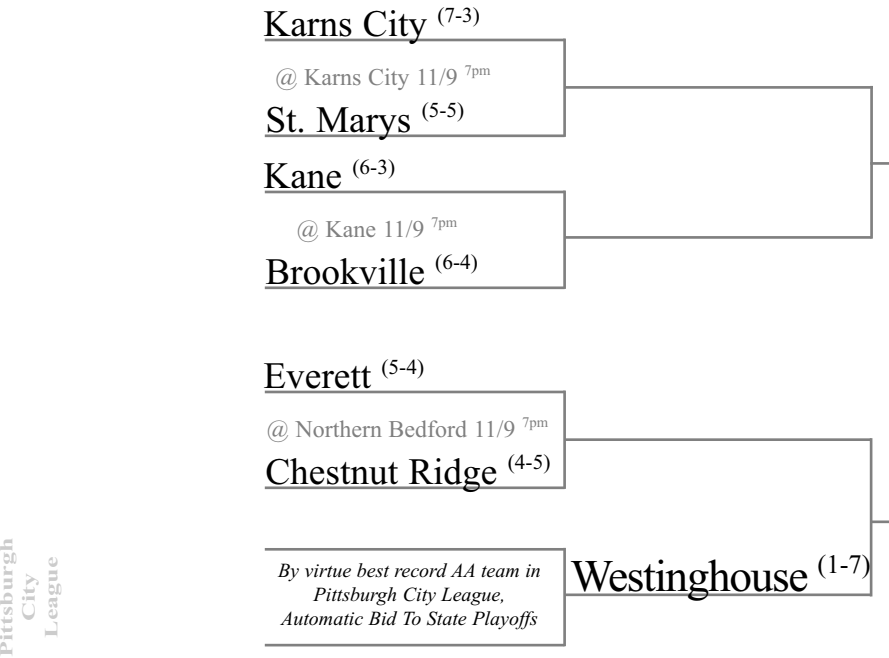 Karns City (7-3)
@ Karns City 11/9 7pm
St. Marys (5-5)
Kane (6-3)
@ Kane 11/9 7pm
Brookville (6-4)
Everett (5-4)
@ Northern Bedford 11/9 7pm
Chestnut Ridge (4-5)
Pittsburgh
City
League
By virtue best record AA team in
Pittsburgh City League,
Automatic Bid To State Playoffs
Westinghouse (1-7)